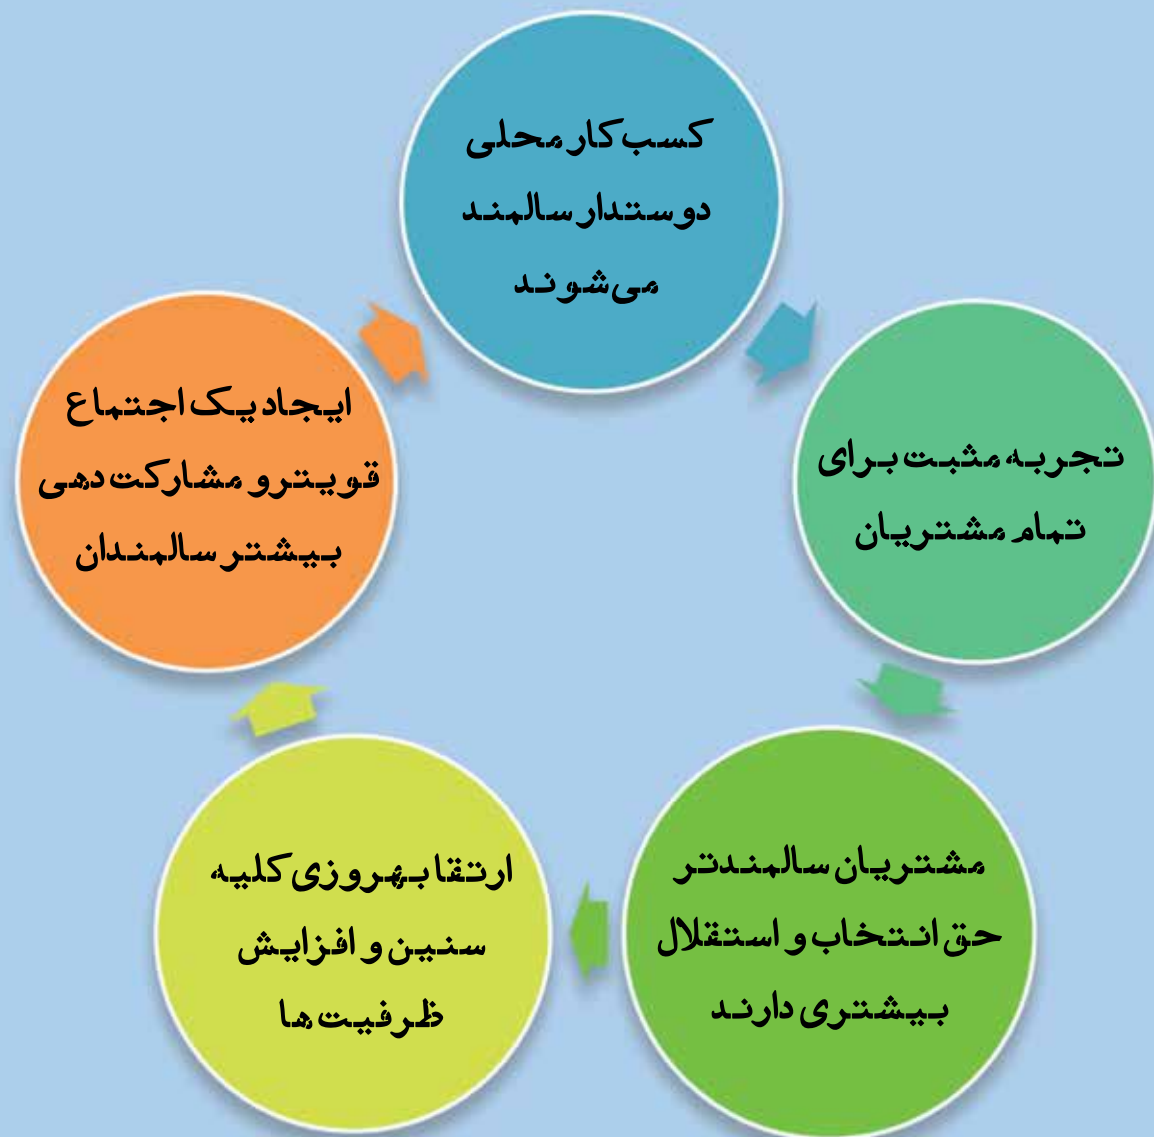 کسب کار محلی
دوستدار سالمند
می‌شوند
تجربه مثبت برای
تمام مشتریان
مشتریان سالمندتر
حق انتخاب و استقلال
بیشتری دارند
ارتقا بهروزی کلیه
سنین و افزایش
ظرفیت ها
ایجاد یک اجتماع
قویتر و مشارکت دهی
بیشتر سالمندان